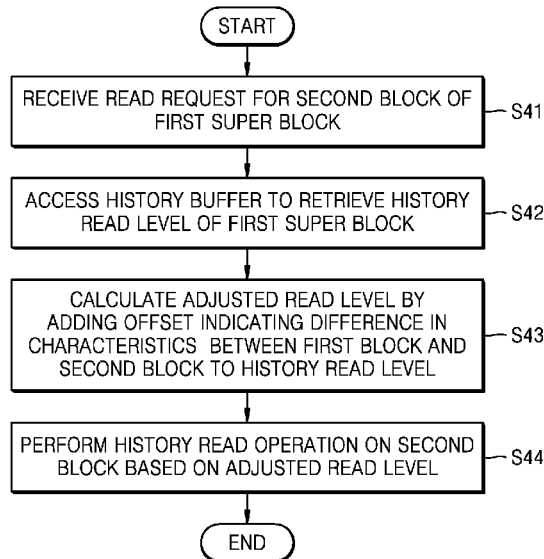 START
RECEIVE READ REQUEST FOR SECOND BLOCK OF
FIRST SUPER BLOCK
S41
ACCESS HISTORY BUFFER TO RETRIEVE HISTORY
READ LEVEL OF FIRST SUPER BLOCK
S42
CALCULATE ADJUSTED READ LEVEL BY
ADDING OFFSET INDICATING DIFFERENCE IN
CHARACTERISTICS BETWEEN FIRST BLOCK AND
SECOND BLOCK TO HISTORY READ LEVEL
S43
PERFORM HISTORY READ OPERATION ON SECOND
BLOCK BASED ON ADJUSTED READ LEVEL
S44
END